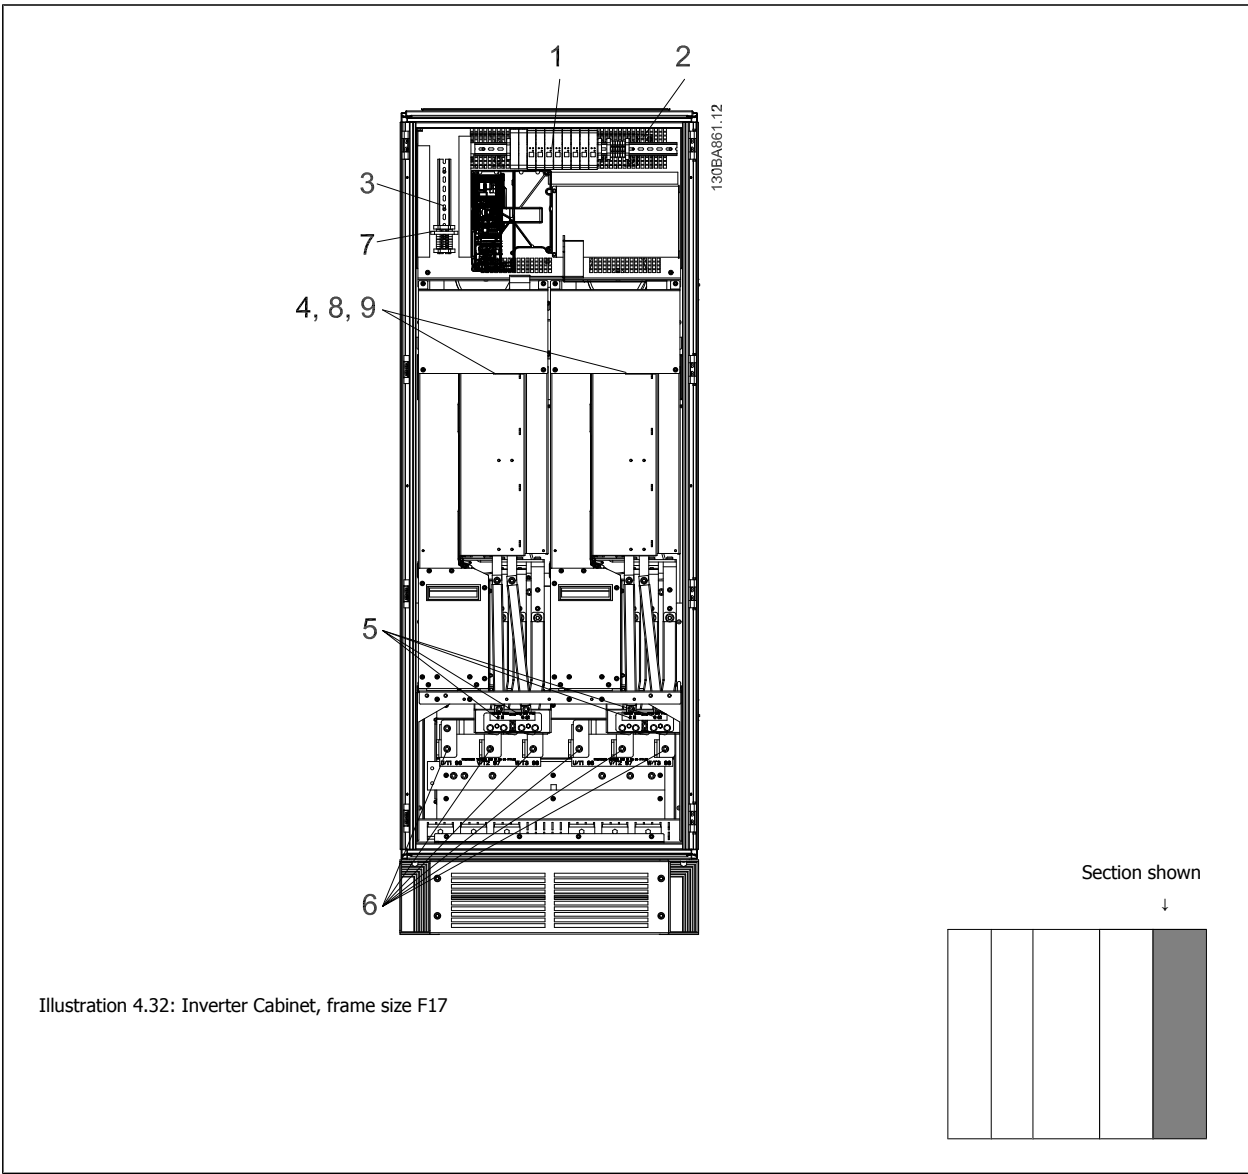 1
2
130BA861.12
3
7
4, 8, 9
5
6
Section shown
↓
Illustration 4.32: Inverter Cabinet, frame size F17